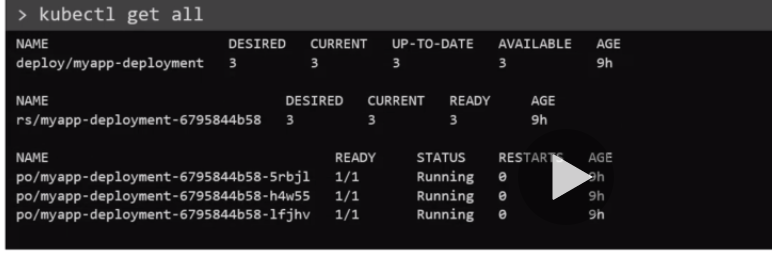 > kubectl get all
NAME DESIRED CURRENT UP-TO-DATE AVAILABLE AGE
deploy/myapp-deployment 3 3 3 3 9h
NAME DESIRED CURRENT READY AGE
rs/myapp-deployment-6795844b58 3 3 3 9h
NAME READY STATUS RESTARTS AGE
po/myapp-deployment-6795844b58-5rbjl 1/1 Running 0 9h
po/myapp-deployment-6795844b58-h4w55 1/1 Running 0 9h
po/myapp-deployment-6795844b58-lfjhv 1/1 Running 0 9h